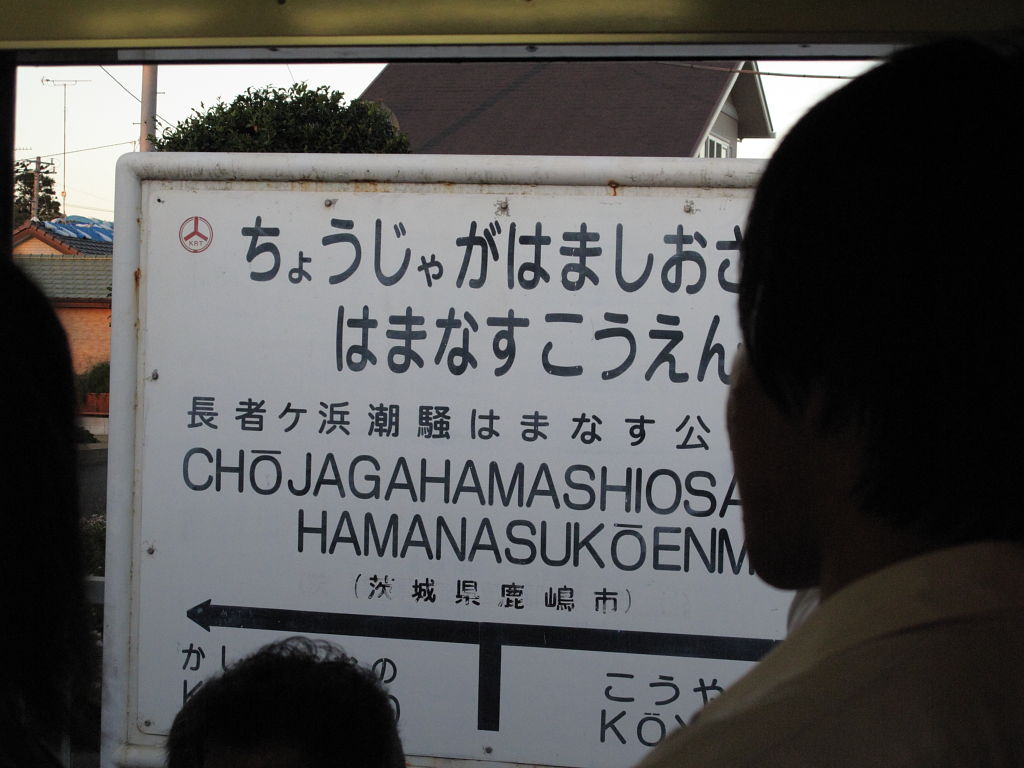 KRT
ちょうじゃがはましおさ
はまなすこうえん
長者ケ浜潮騒はまなす公
CHŌJAGAHAMASHIOSA
HAMANASUKŌENM
(茨城県鹿嶋市)
か の
こうや
KŌY